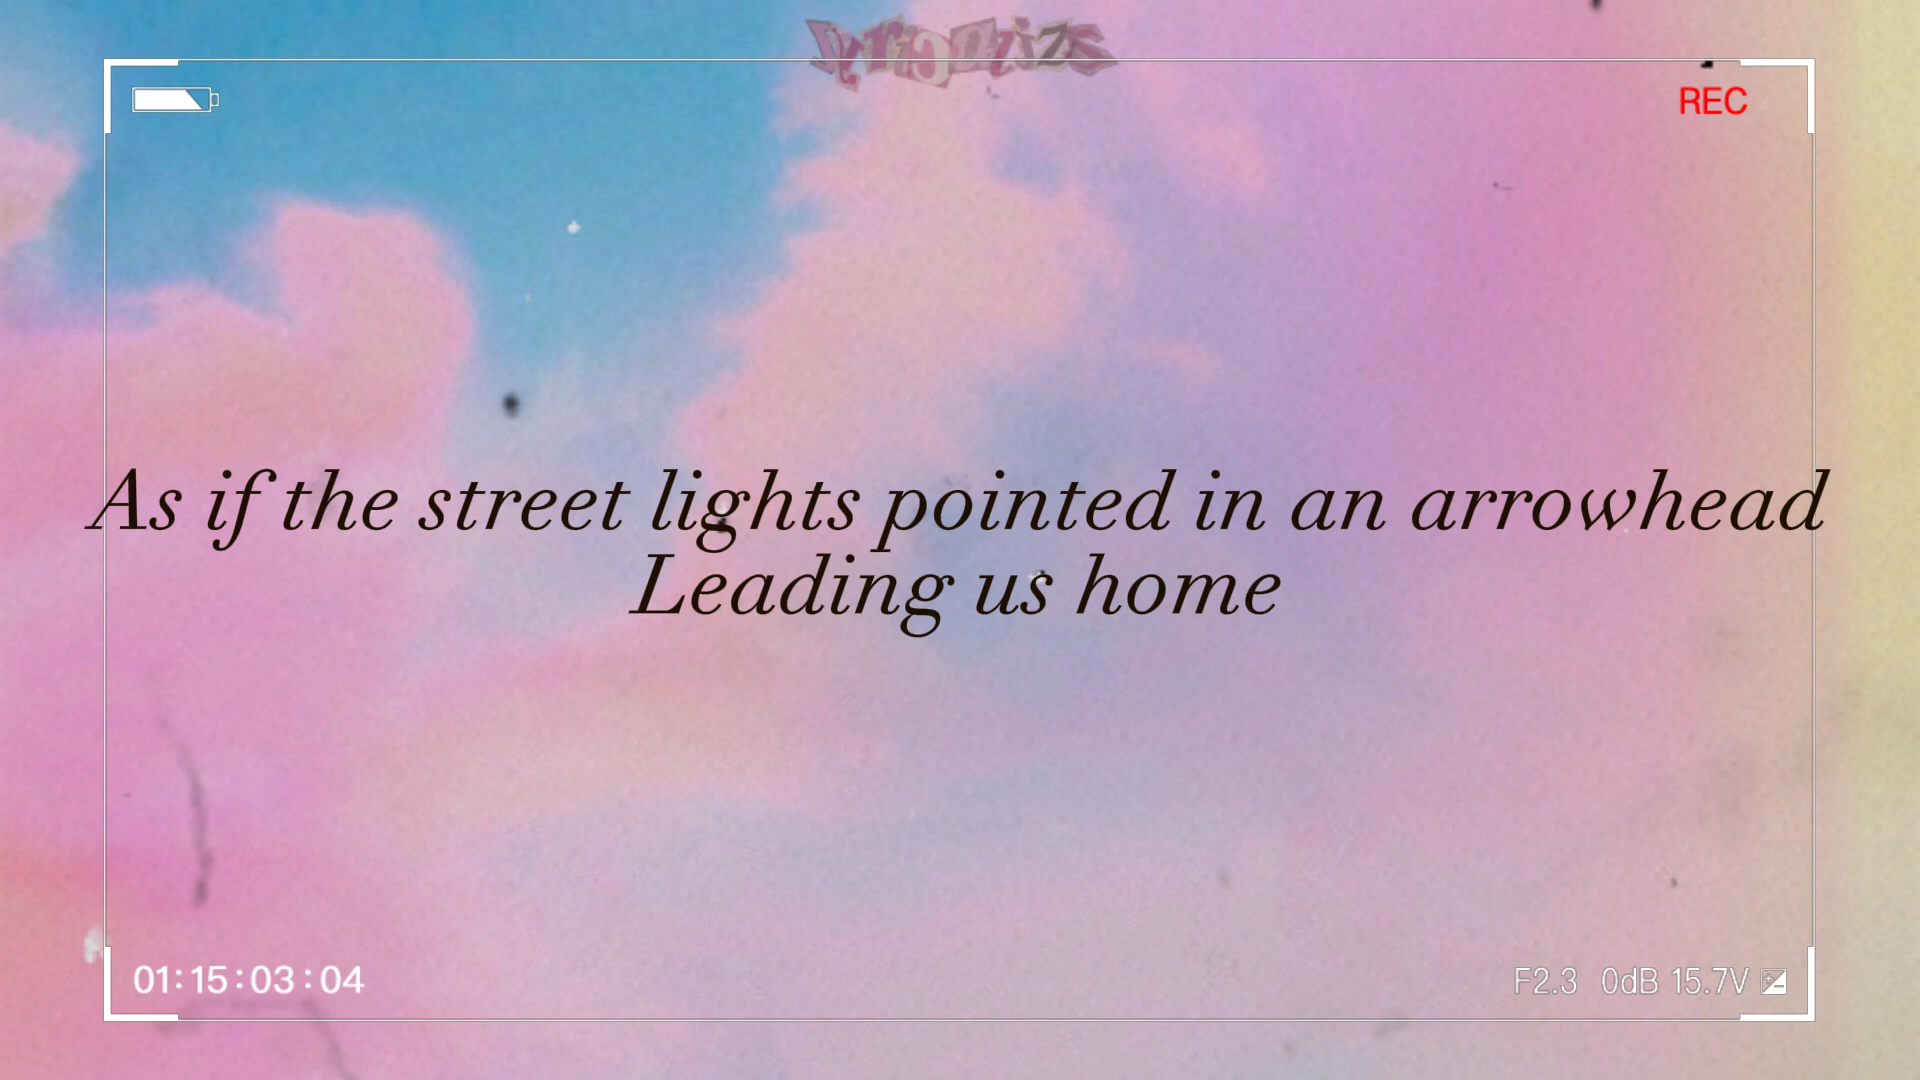 REC
As if the street lights pointed in an arrowhead
Leading us home
01:15:03:04
F2.3 0dB 15.7V